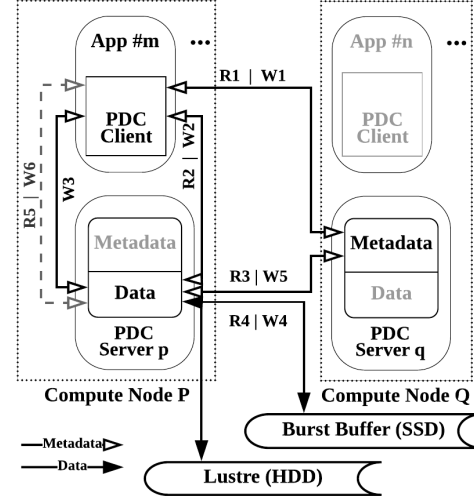 App #m
...
App #n
...
R1 | W1
PDC
Client
PDC
Client
R5 | W6
W3
R2 | W2
Metadata
Data
Metadata
Data
R3 | W5
R4 | W4
PDC
Server p
PDC
Server q
Compute Node P
Compute Node Q
Burst Buffer (SSD)
Metadata
Data
Lustre (HDD)